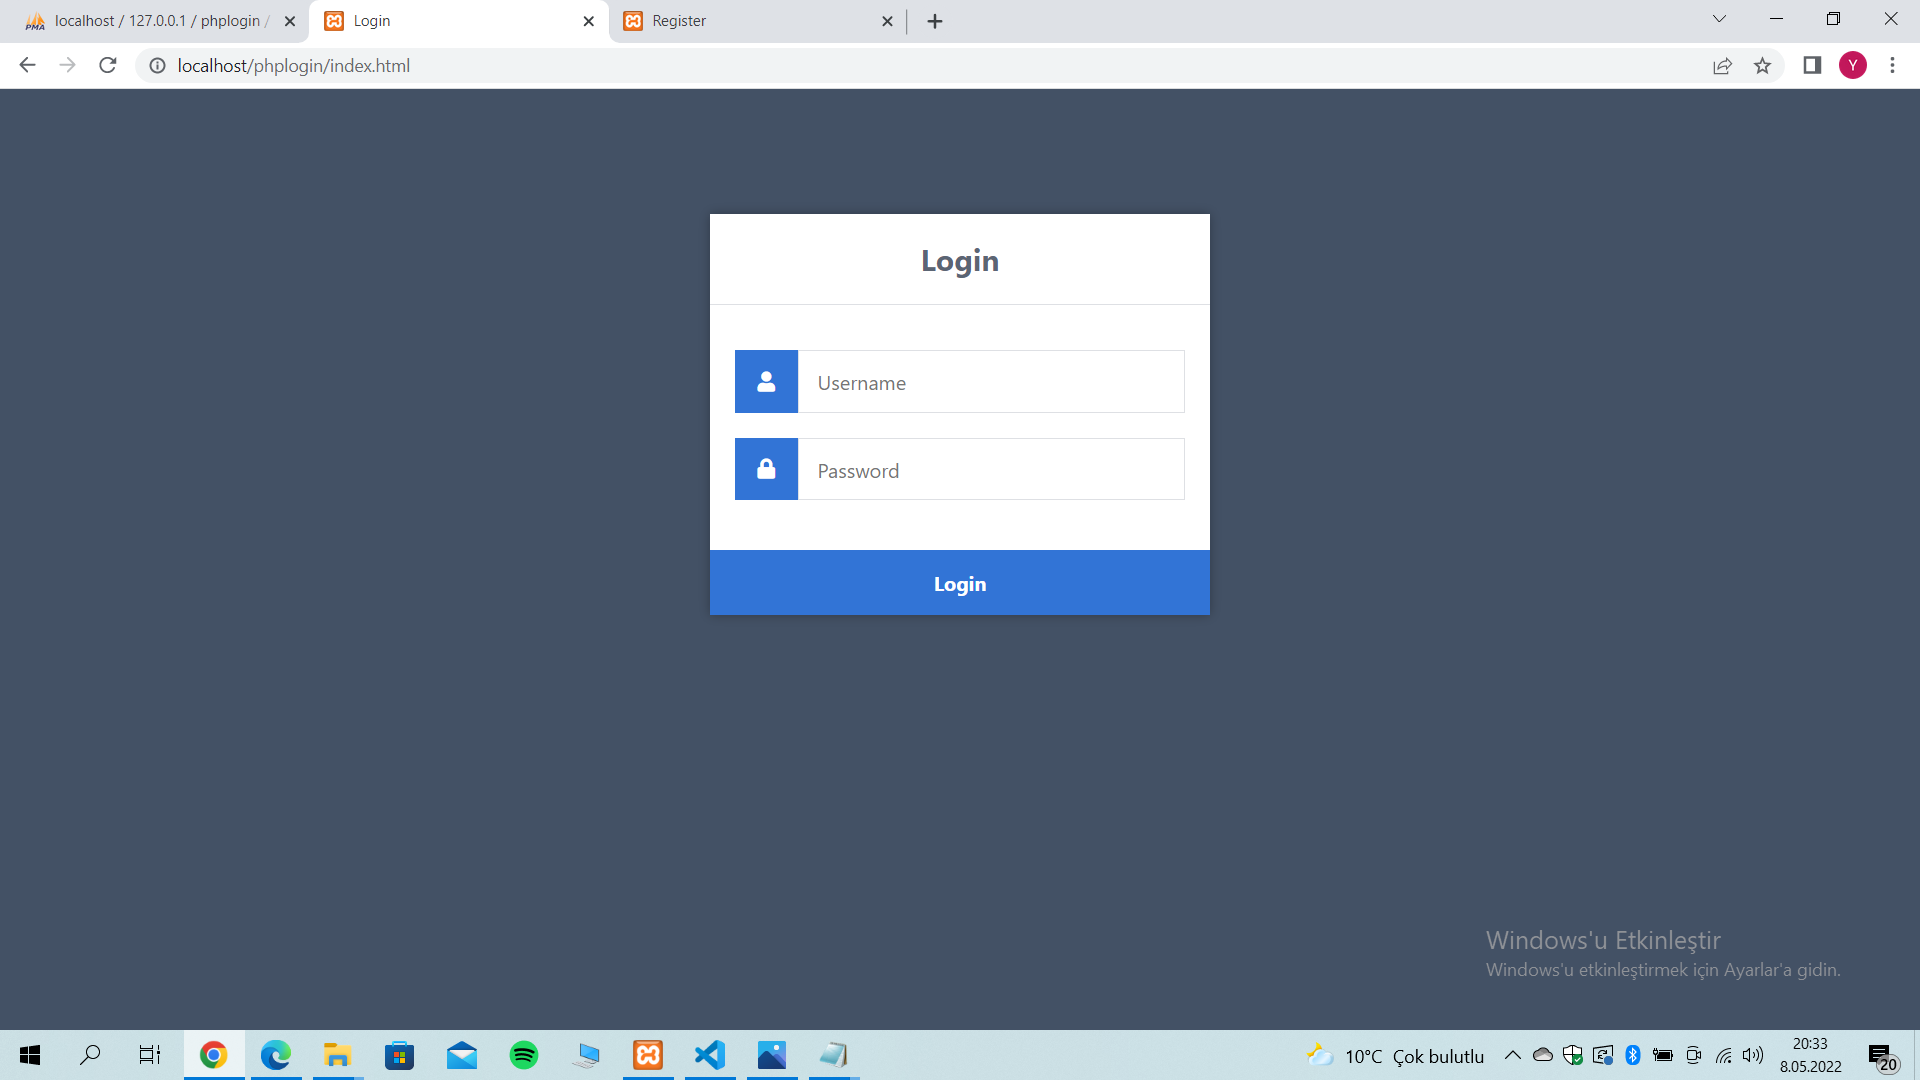 localhost / 127.0.0.1 / phplogin /
Login
Register
localhost/phplogin/index.html
Y
Login
Username
Password
Login
Windows'u Etkinleştir
Windows'u etkinleştirmek için Ayarlar'a gidin.
PMA
10°C Çok bulutlu
20:33
8.05.2022
20